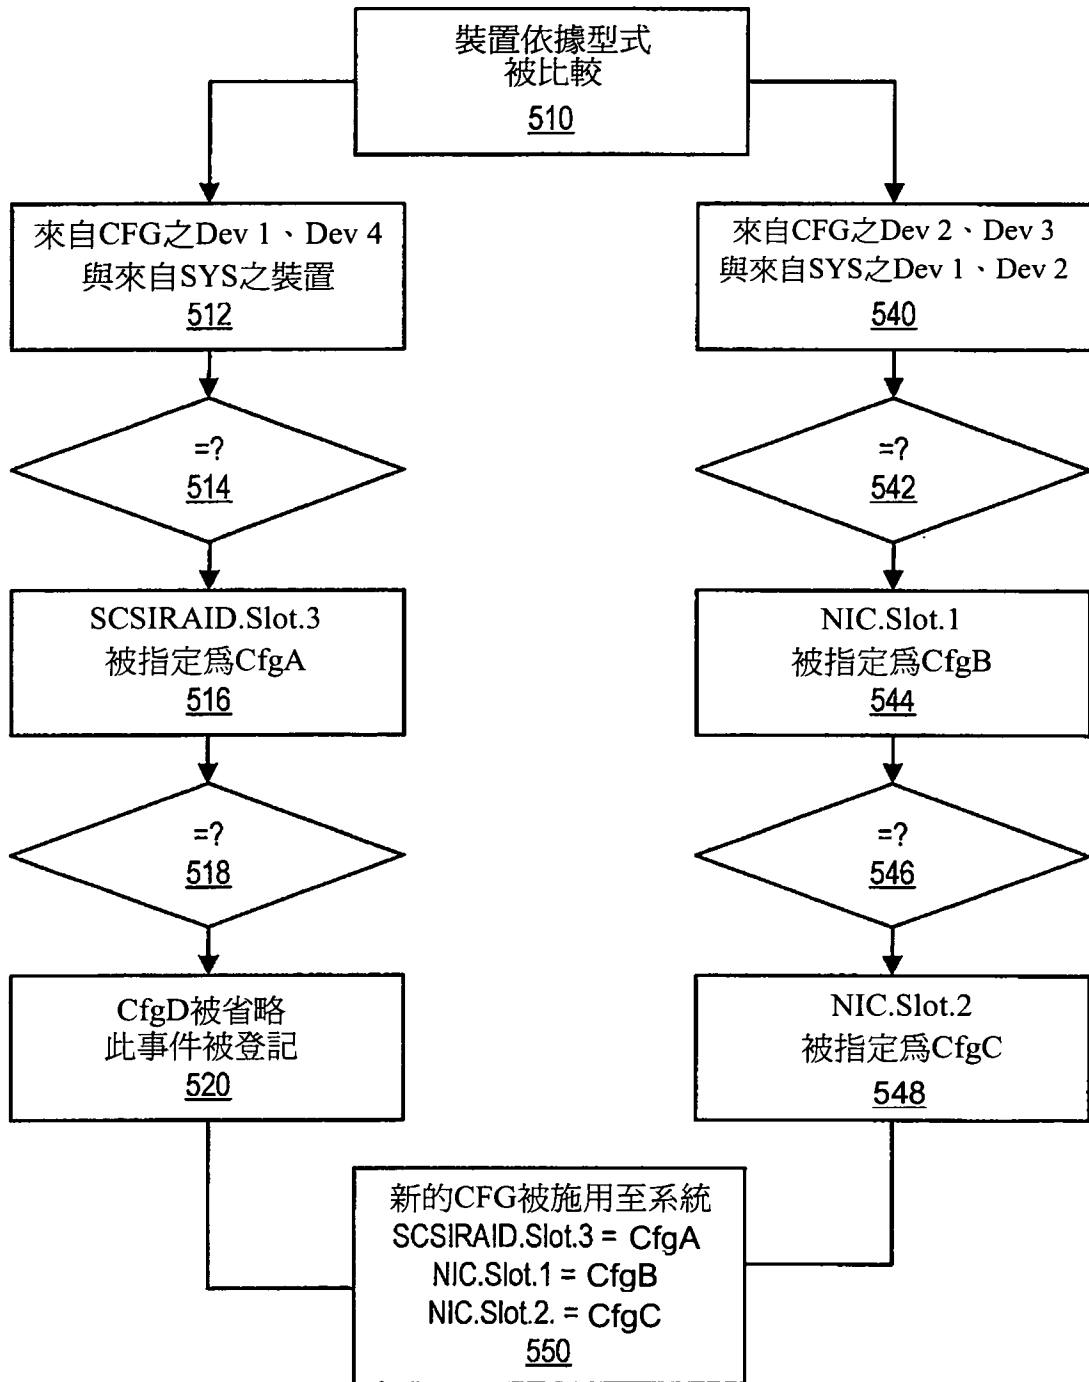 裝置依據型式
被比較
510
來自CFG之Dev 1、Dev 4
與來自SYS之裝置
512
=?
514
SCSIRAID.Slot.3
被指定爲CfgA
516
=?
518
CfgD被省略
此事件被登記
520
來自CFG之Dev 2、Dev 3
與來自SYS之Dev 1、Dev 2
540
=?
542
NIC.Slot.1
被指定爲CfgB
544
=?
546
NIC.Slot.2
被指定爲CfgC
548
新的CFG被施用至系統
SCSIRAID.Slot.3 = CfgA
NIC.Slot.1 = CfgB
NIC.Slot.2. = CfgC
550